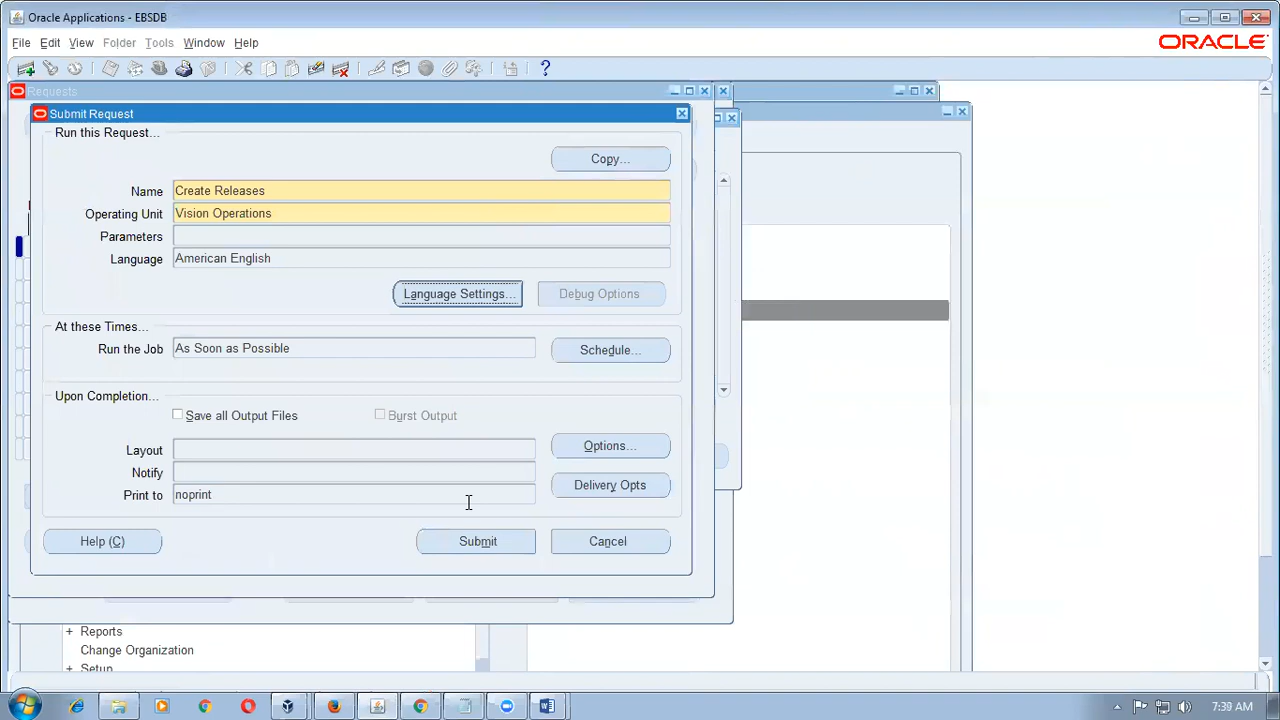 Oracle Applications - EBSDB
File Edit View Folder Tools Window Help
ORACLE
Requests
Submit Request
Run this Request...
Copy...
Name Create Releases
Operating Unit Vision Operations
Parameters
Language American English
Language Settings... Debug Options
At these Times...
Run the Job As Soon as Possible Schedule...
Upon Completion...
Save all Output Files Burst Output
Layout Options...
Notify
Print to noprint Delivery Opts
Help (C) Submit Cancel
+ Reports
Change Organization
+ Setup
7:39 AM